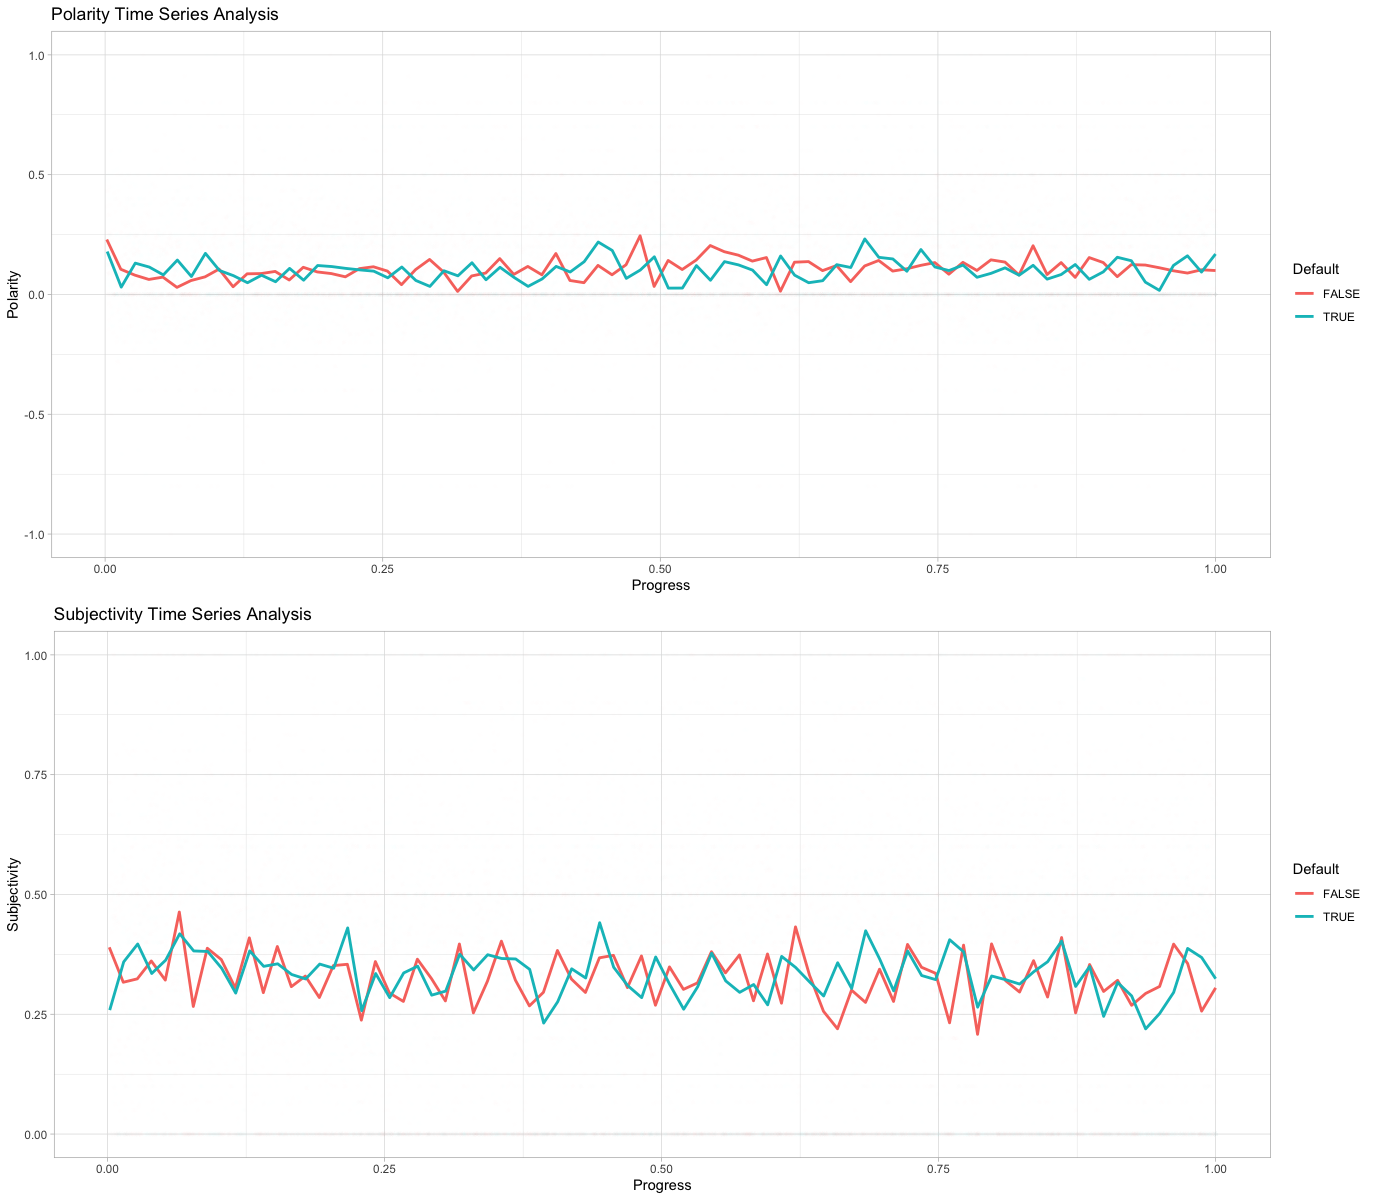 Polarity Time Series Analysis
1.0
0.5
0.0
-0.5
-1.0
Polarity
0.00 0.25 0.50 0.75 1.00
Progress
Default
FALSE
TRUE
Subjectivity Time Series Analysis
1.00
0.75
0.50
0.25
0.00
Subjectivity
0.00 0.25 0.50 0.75 1.00
Progress
Default
FALSE
TRUE